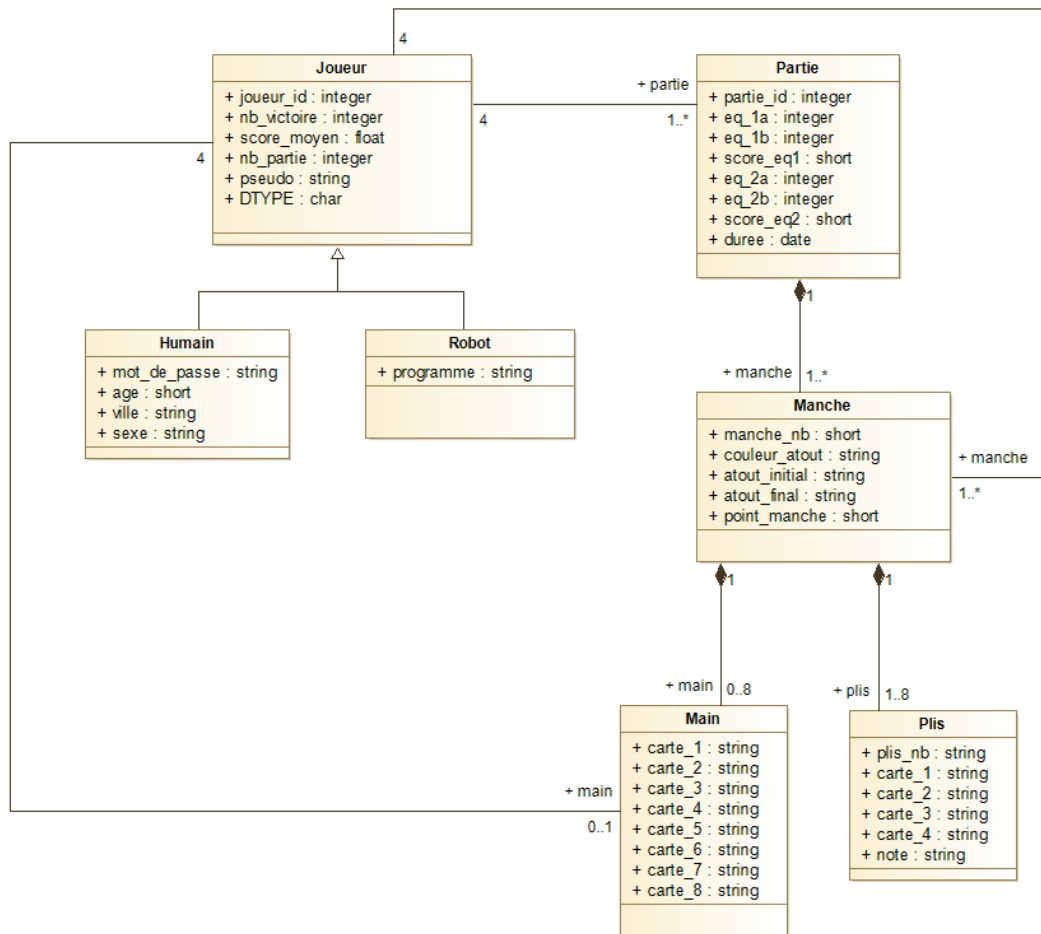 4
Joueur
+ joueur_id : integer
+ nb_victoire : integer
+ score_moyen : float
+ nb_partie : integer
+ pseudo : string
+ DTYPE : char
4
4
+ partie
1..*
Partie
+ partie_id : integer
+ eq_1a : integer
+ eq_1b : integer
+ score_eq1 : short
+ eq_2a : integer
+ eq_2b : integer
+ score_eq2 : short
+ duree : date
1
Humain
+ mot_de_passe : string
+ age : short
+ ville : string
+ sexe : string
Robot
+ programme : string
+ manche
1..*
Manche
+ manche_nb : short
+ couleur_atout : string
+ atout_initial : string
+ atout_final : string
+ point_manche : short
+ manche
1..*
1
1
+ main
0..8
+ plis
1..8
+ main
0..1
Main
+ carte_1 : string
+ carte_2 : string
+ carte_3 : string
+ carte_4 : string
+ carte_5 : string
+ carte_6 : string
+ carte_7 : string
+ carte_8 : string
Plis
+ plis_nb : string
+ carte_1 : string
+ carte_2 : string
+ carte_3 : string
+ carte_4 : string
+ note : string